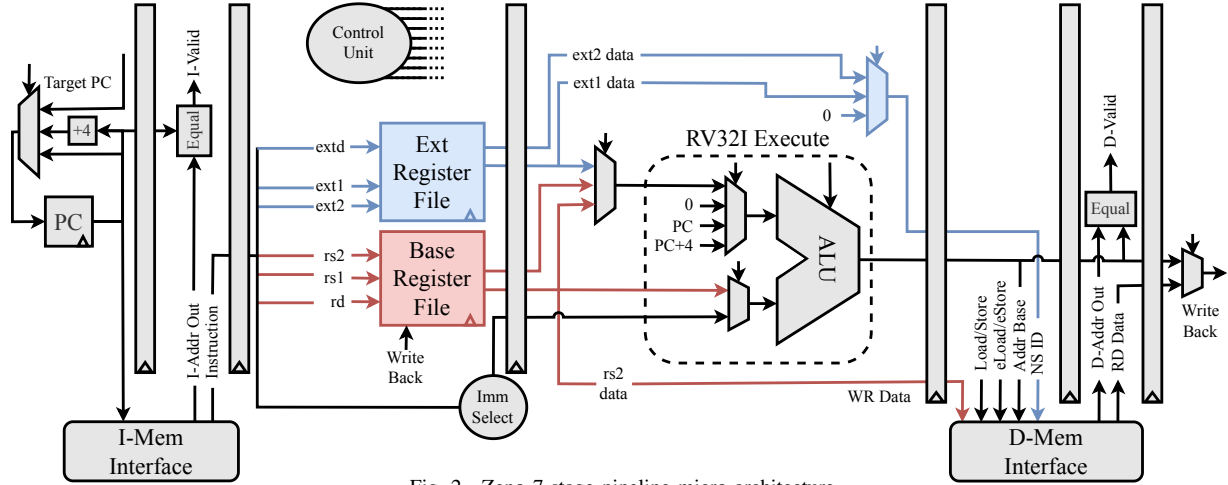 Control
Unit
Target PC
+4
PC
I-Valid
Equal
I-Addr Out
Instruction
I-Mem
Interface
extd
ext1
ext2
Ext
Register
File
rs2
rs1
rd
Base
Register
File
Write
Back
Imm
Select
ext2 data
ext1 data
0
RV32I Execute
0
PC
PC+4
ALU
rs2
data
WR Data
Load/Store
eLoad/eStore
Addr Base
NS ID
D-Addr Out
RD Data
D-Valid
Equal
Write
Back
D-Mem
Interface